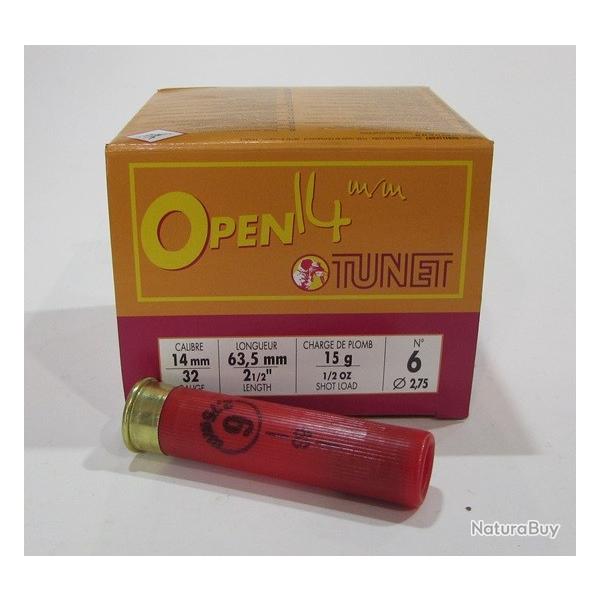 OPEN 14 m/m
TUNET
CALIBRE
14 mm
32
LONGUEUR
63,5 mm
2 1/2"
LENGTH
CHARGE DE PLOMB
15 g
1/2 OZ
SHOT LOAD
N°
6
Ø 2,75
6
NaturaBuy